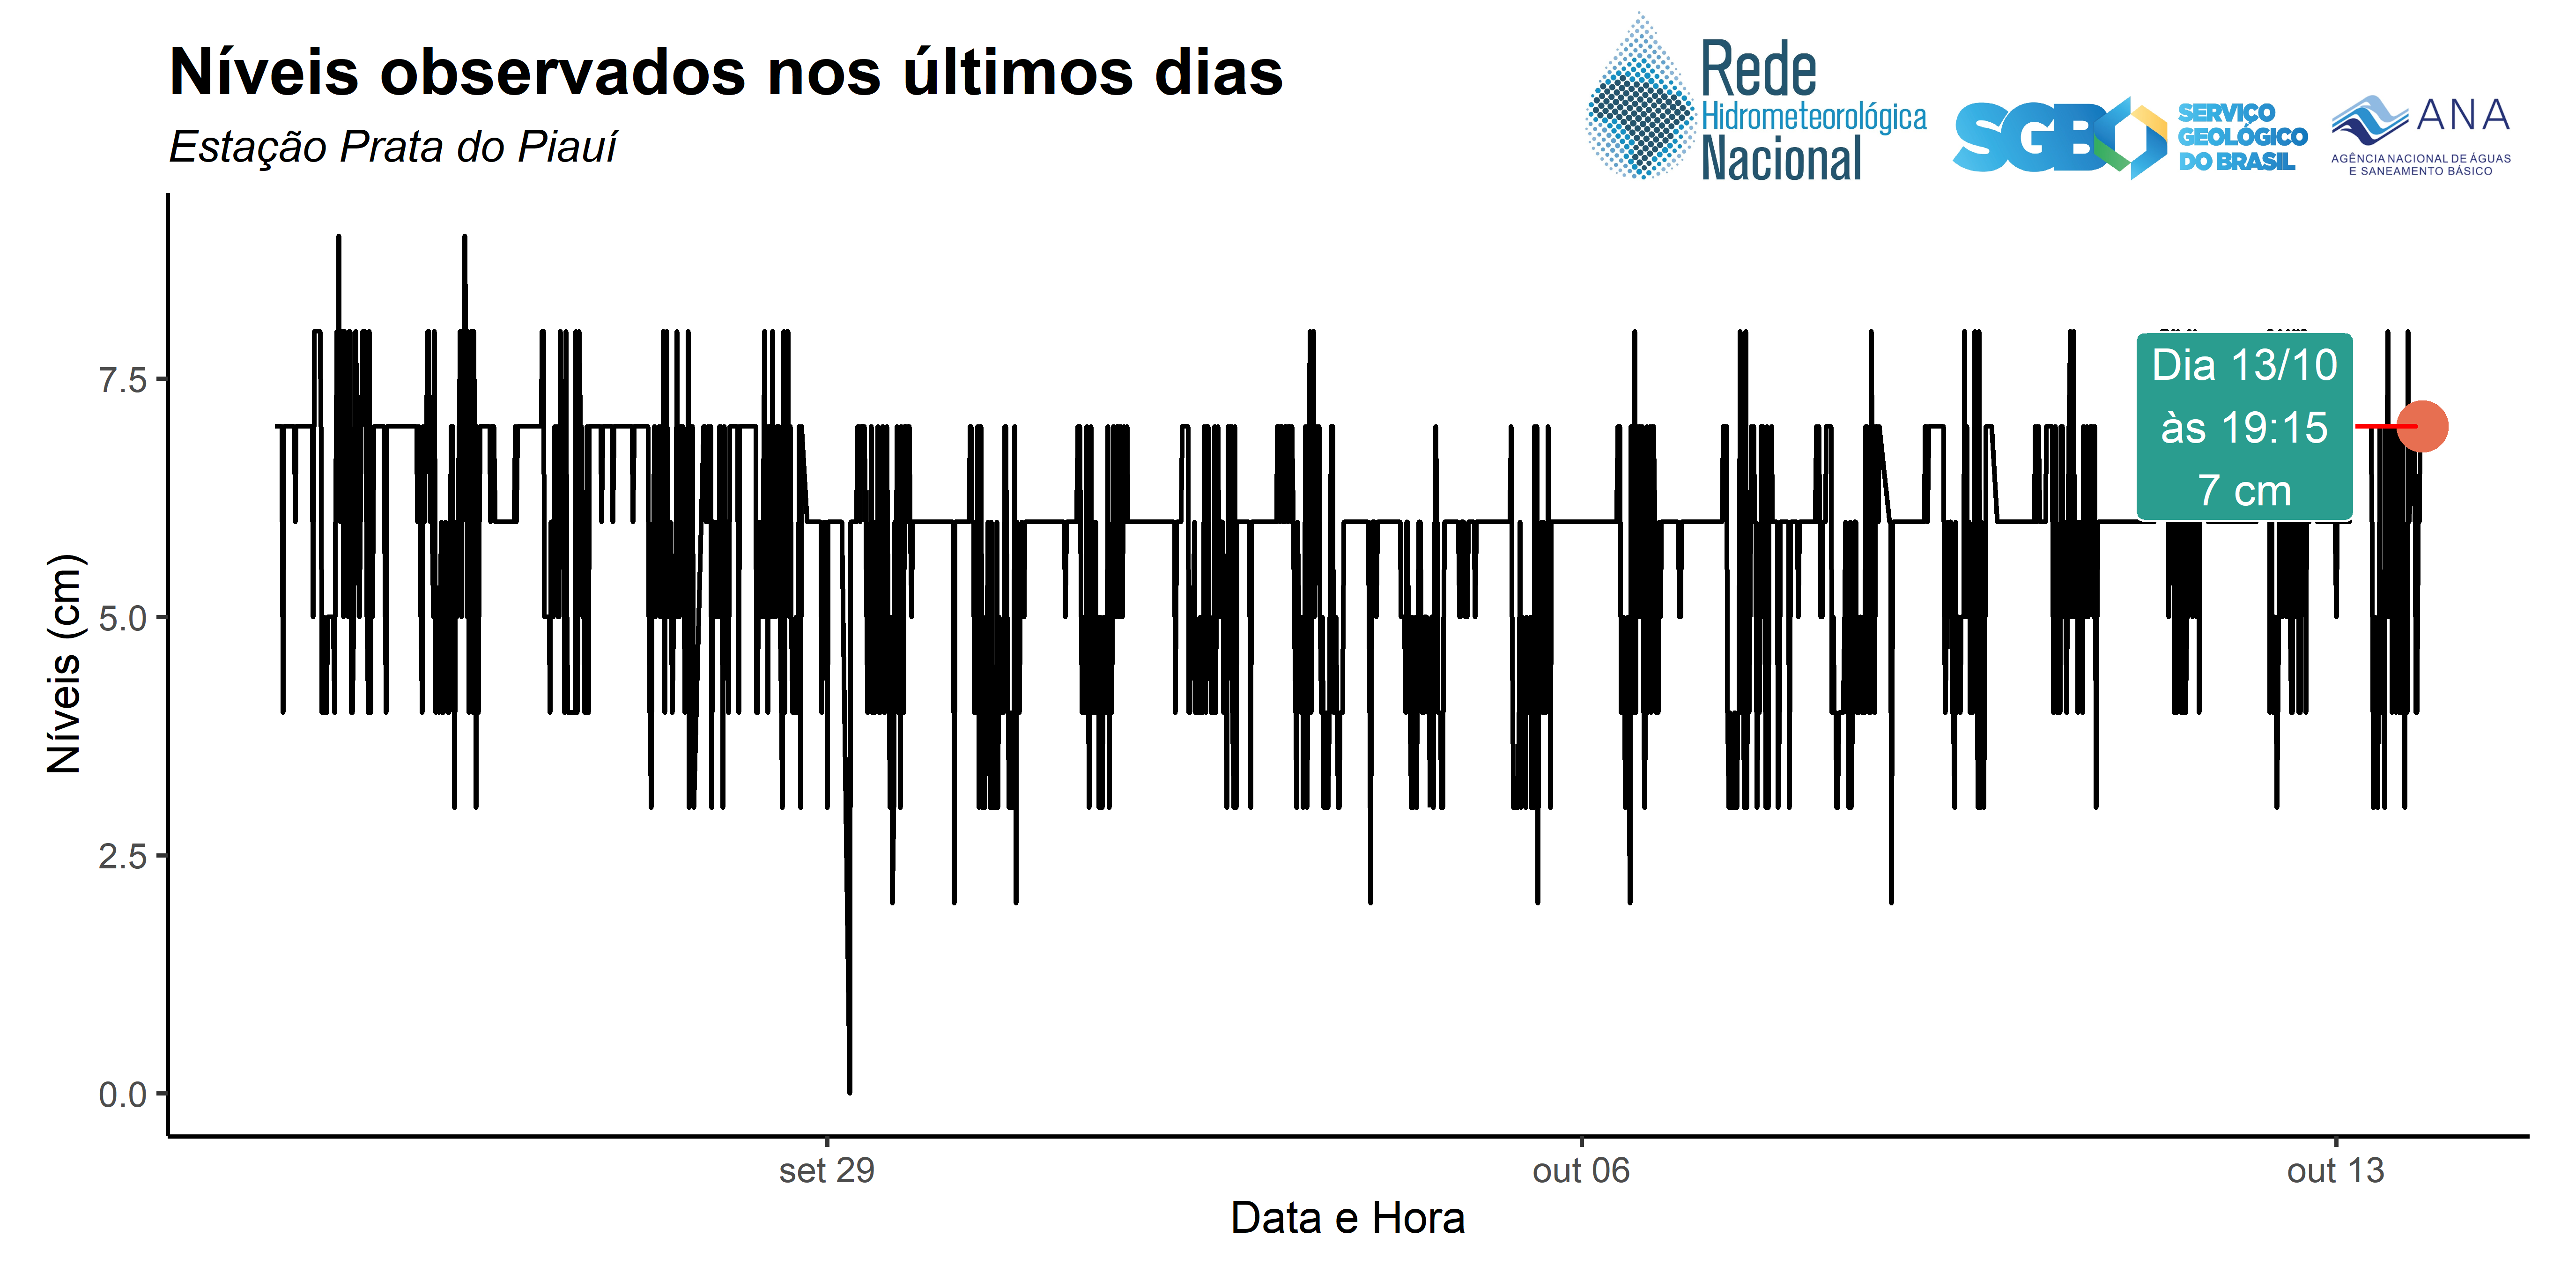 Níveis observados nos últimos dias
Estação Prata do Piauí
Rede
Hidrometeorológica
Nacional
SGB
SERVIÇO
GEOLÓGICO
DO BRASIL
ANA
AGÊNCIA NACIONAL DE ÁGUAS
E SANEAMENTO BÁSICO
Níveis (cm)
7.5
5.0
2.5
0.0
Dia 13/10
às 19:15
7 cm
set 29
out 06
out 13
Data e Hora